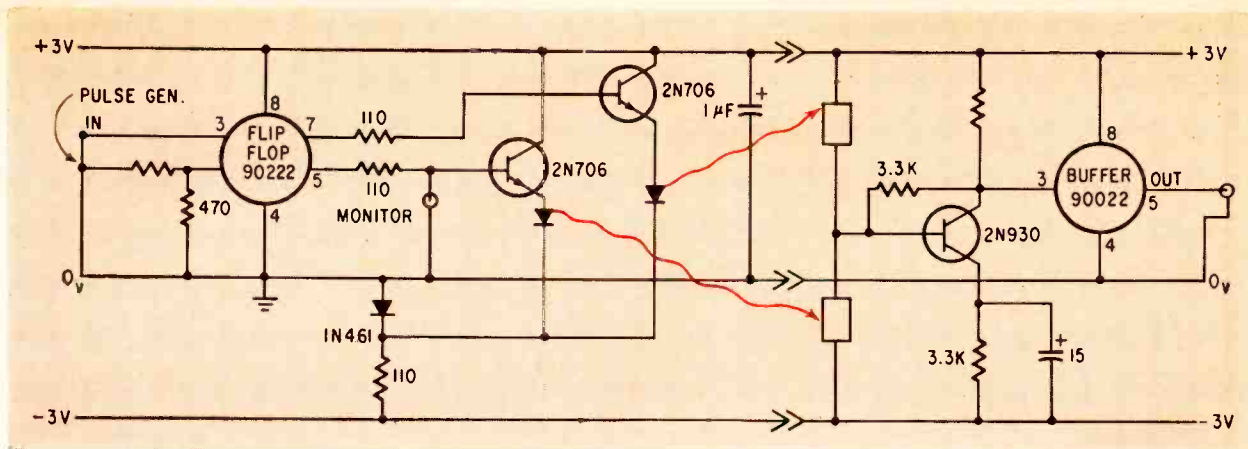 +3V
+3V
PULSE GEN.
IN
3
8
FLIP
FLOP
90222
7
5
4
110
110
470
MONITOR
2N706
2N706
1 µF
+
3.3K
3
8
BUFFER
90022
OUT
5
4
2N930
0v
0v
1N461
110
3.3K
+
15
-3V
-3V